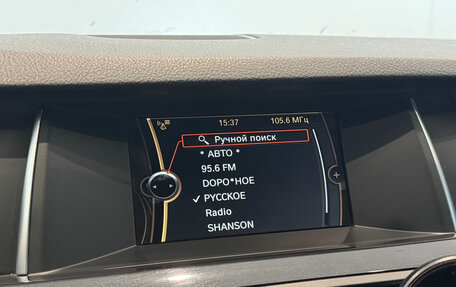 15:37 105.6 МГц
Ручной поиск
* АВТО *
95.6 FM
DOPO*HOE
РУССКОЕ
Radio
SHANSON